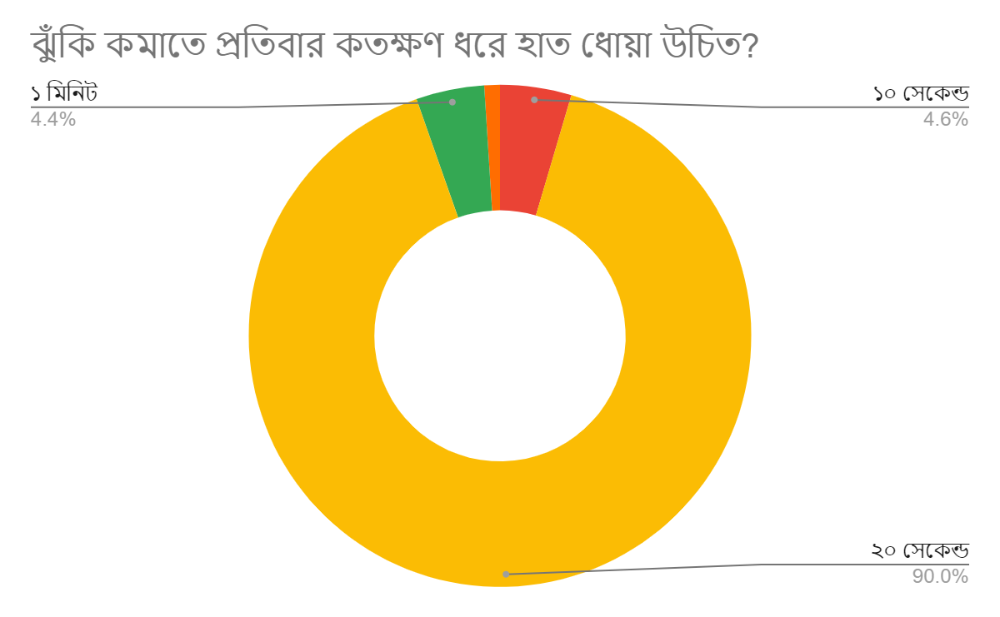 ঝুঁকি কমাতে প্রতিবার কতক্ষণ ধরে হাত ধোয়া উচিত?
১ মিনিট
4.4%
১০ সেকেন্ড
4.6%
২০ সেকেন্ড
90.0%